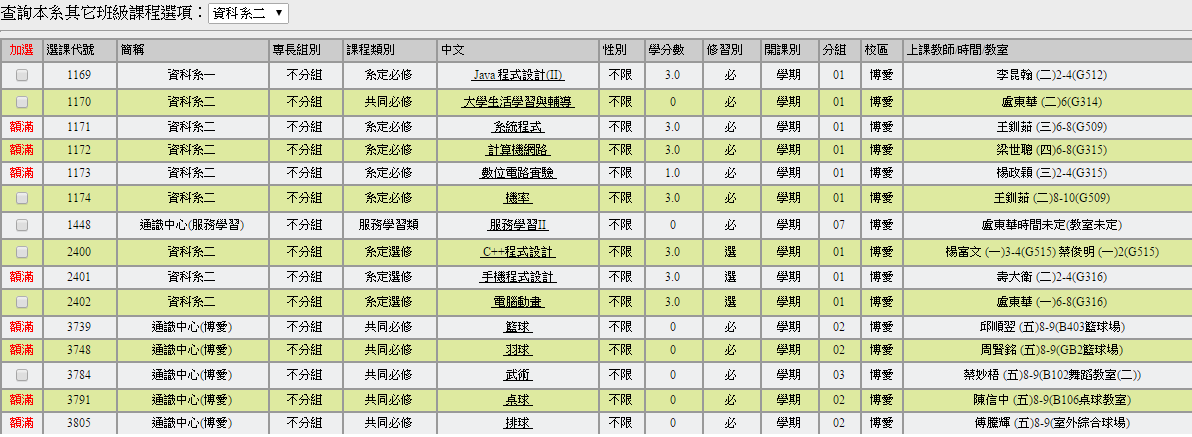 查詢本系其它班級課程選項：資科系二 ▼
加選 選課代號 簡稱 專長組別 課程類別 中文 性別 學分數 修習別 開課別 分組 校區 上課教師/時間/教室
1169 資科系一 不分組 系定必修 Java 程式設計(II) 不限 3.0 必 學期 01 博愛 李昆翰 (二)2-4(G512)
1170 資科系二 不分組 共同必修 大學生活學習與輔導 不限 0 必 學期 01 博愛 盧東華 (二)6(G314)
額滿 1171 資科系二 不分組 系定必修 系統程式 不限 3.0 必 學期 01 博愛 王釧茹 (三)6-8(G509)
額滿 1172 資科系二 不分組 系定必修 計算機網路 不限 3.0 必 學期 01 博愛 梁世聰 (四)6-8(G315)
額滿 1173 資科系二 不分組 系定必修 數位電路實驗 不限 1.0 必 學期 01 博愛 楊政穎 (三)2-4(G315)
1174 資科系二 不分組 系定必修 機率 不限 3.0 必 學期 01 博愛 王釧茹 (二)8-10(G509)
1448 通識中心(服務學習) 不分組 服務學習類 服務學習II 不限 0 必 學期 07 博愛 盧東華時間未定(教室未定)
2400 資科系二 不分組 系定選修 C++程式設計 不限 3.0 選 學期 01 博愛 楊富文 (一)3-4(G515) 蔡俊明 (一)2(G515)
額滿 2401 資科系二 不分組 系定選修 手機程式設計 不限 3.0 選 學期 01 博愛 壽大衛 (二)2-4(G316)
2402 資科系二 不分組 系定選修 電腦動畫 不限 3.0 選 學期 01 博愛 盧東華 (一)6-8(G316)
額滿 3739 通識中心(博愛) 不分組 共同必修 籃球 不限 0 必 學期 02 博愛 邱順翌 (五)8-9(B403籃球場)
額滿 3748 通識中心(博愛) 不分組 共同必修 羽球 不限 0 必 學期 02 博愛 周賢銘 (五)8-9(GB2籃球場)
3784 通識中心(博愛) 不分組 共同必修 武術 不限 0 必 學期 03 博愛 蔡妙梧 (五)8-9(B102舞蹈教室(二))
額滿 3791 通識中心(博愛) 不分組 共同必修 桌球 不限 0 必 學期 02 博愛 陳信中 (五)8-9(B106桌球教室)
額滿 3805 通識中心(博愛) 不分組 共同必修 排球 不限 0 必 學期 02 博愛 傅騰輝 (五)8-9(室外綜合球場)